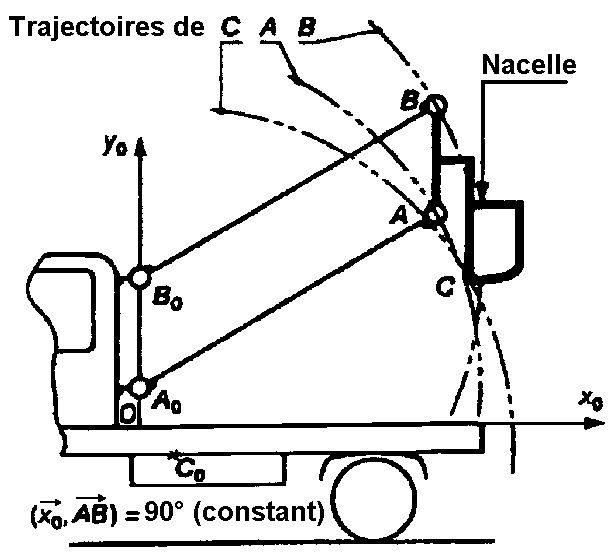 Trajectoires de C A B
Nacelle
B
y₀
A
B₀
C
O
A₀
x₀
C₀
(x₀, AB) = 90° (constant)